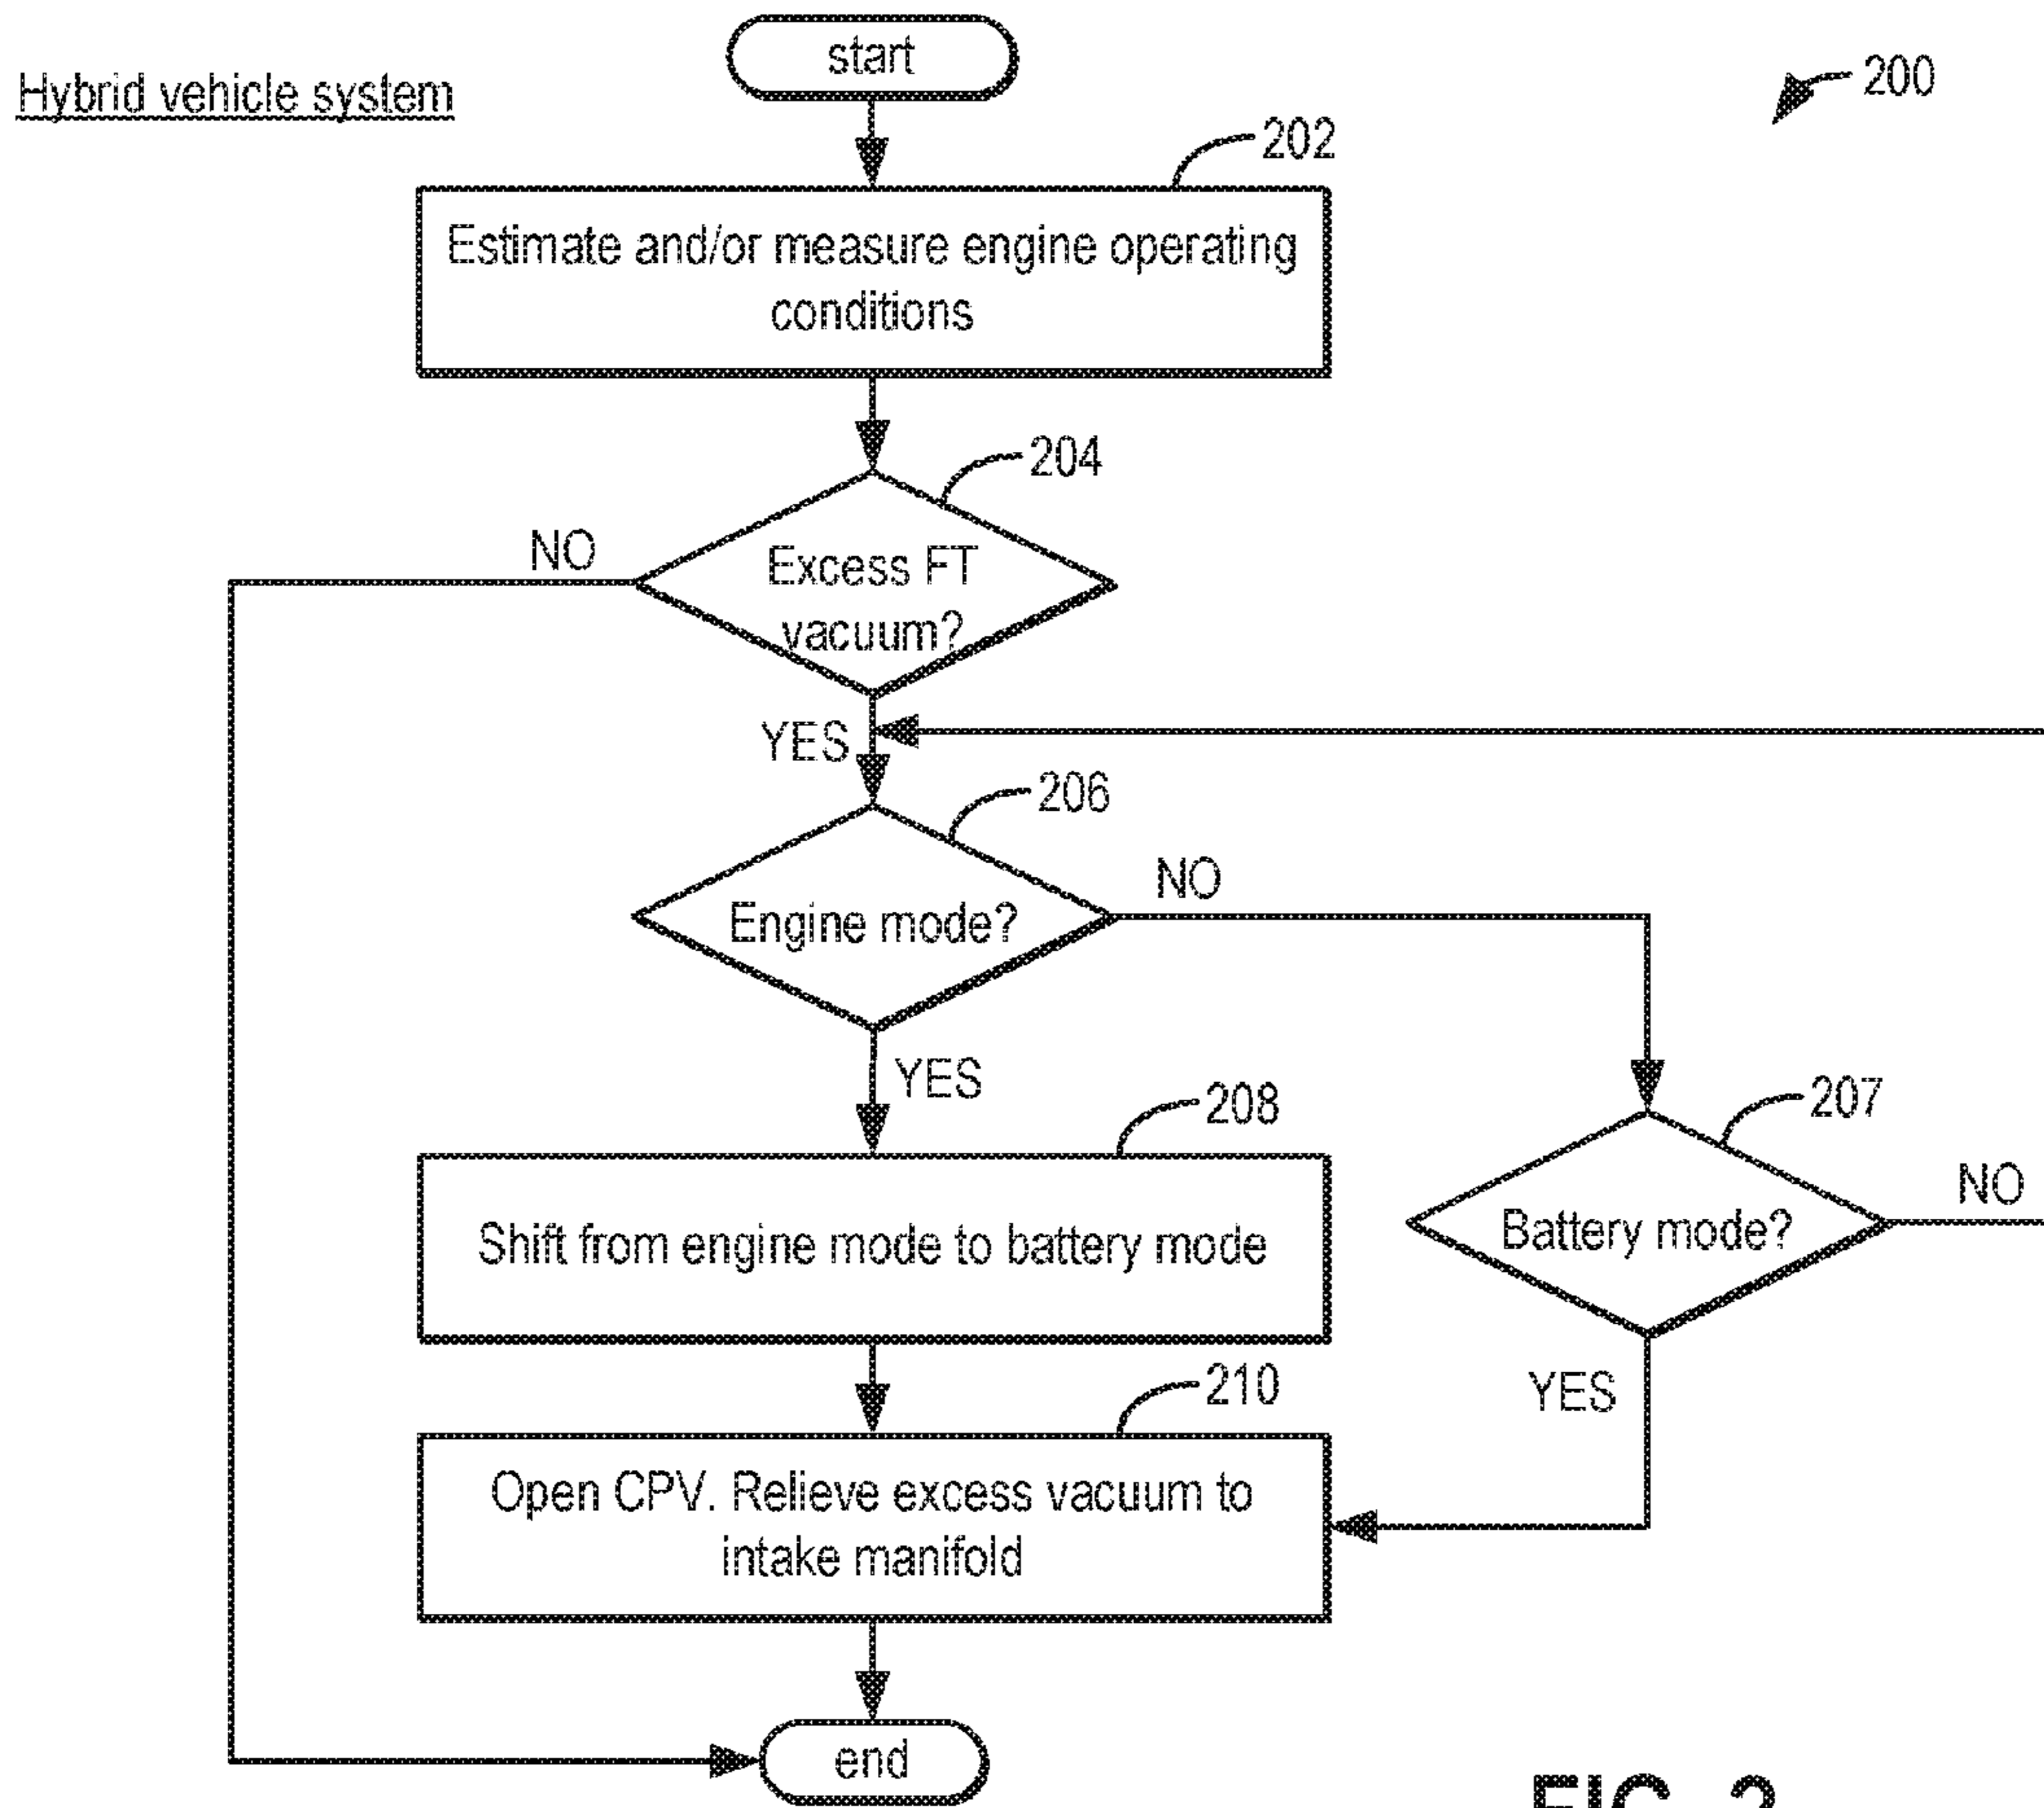 start
Hybrid vehicle system
200
202
Estimate and/or measure engine operating
conditions
204
NO
Excess FT
vacuum?
YES
206
NO
Engine mode?
YES
208
207
NO
Shift from engine mode to battery mode
Battery mode?
210
YES
Open CPV. Relieve excess vacuum to
intake manifold
end
FIG. 2